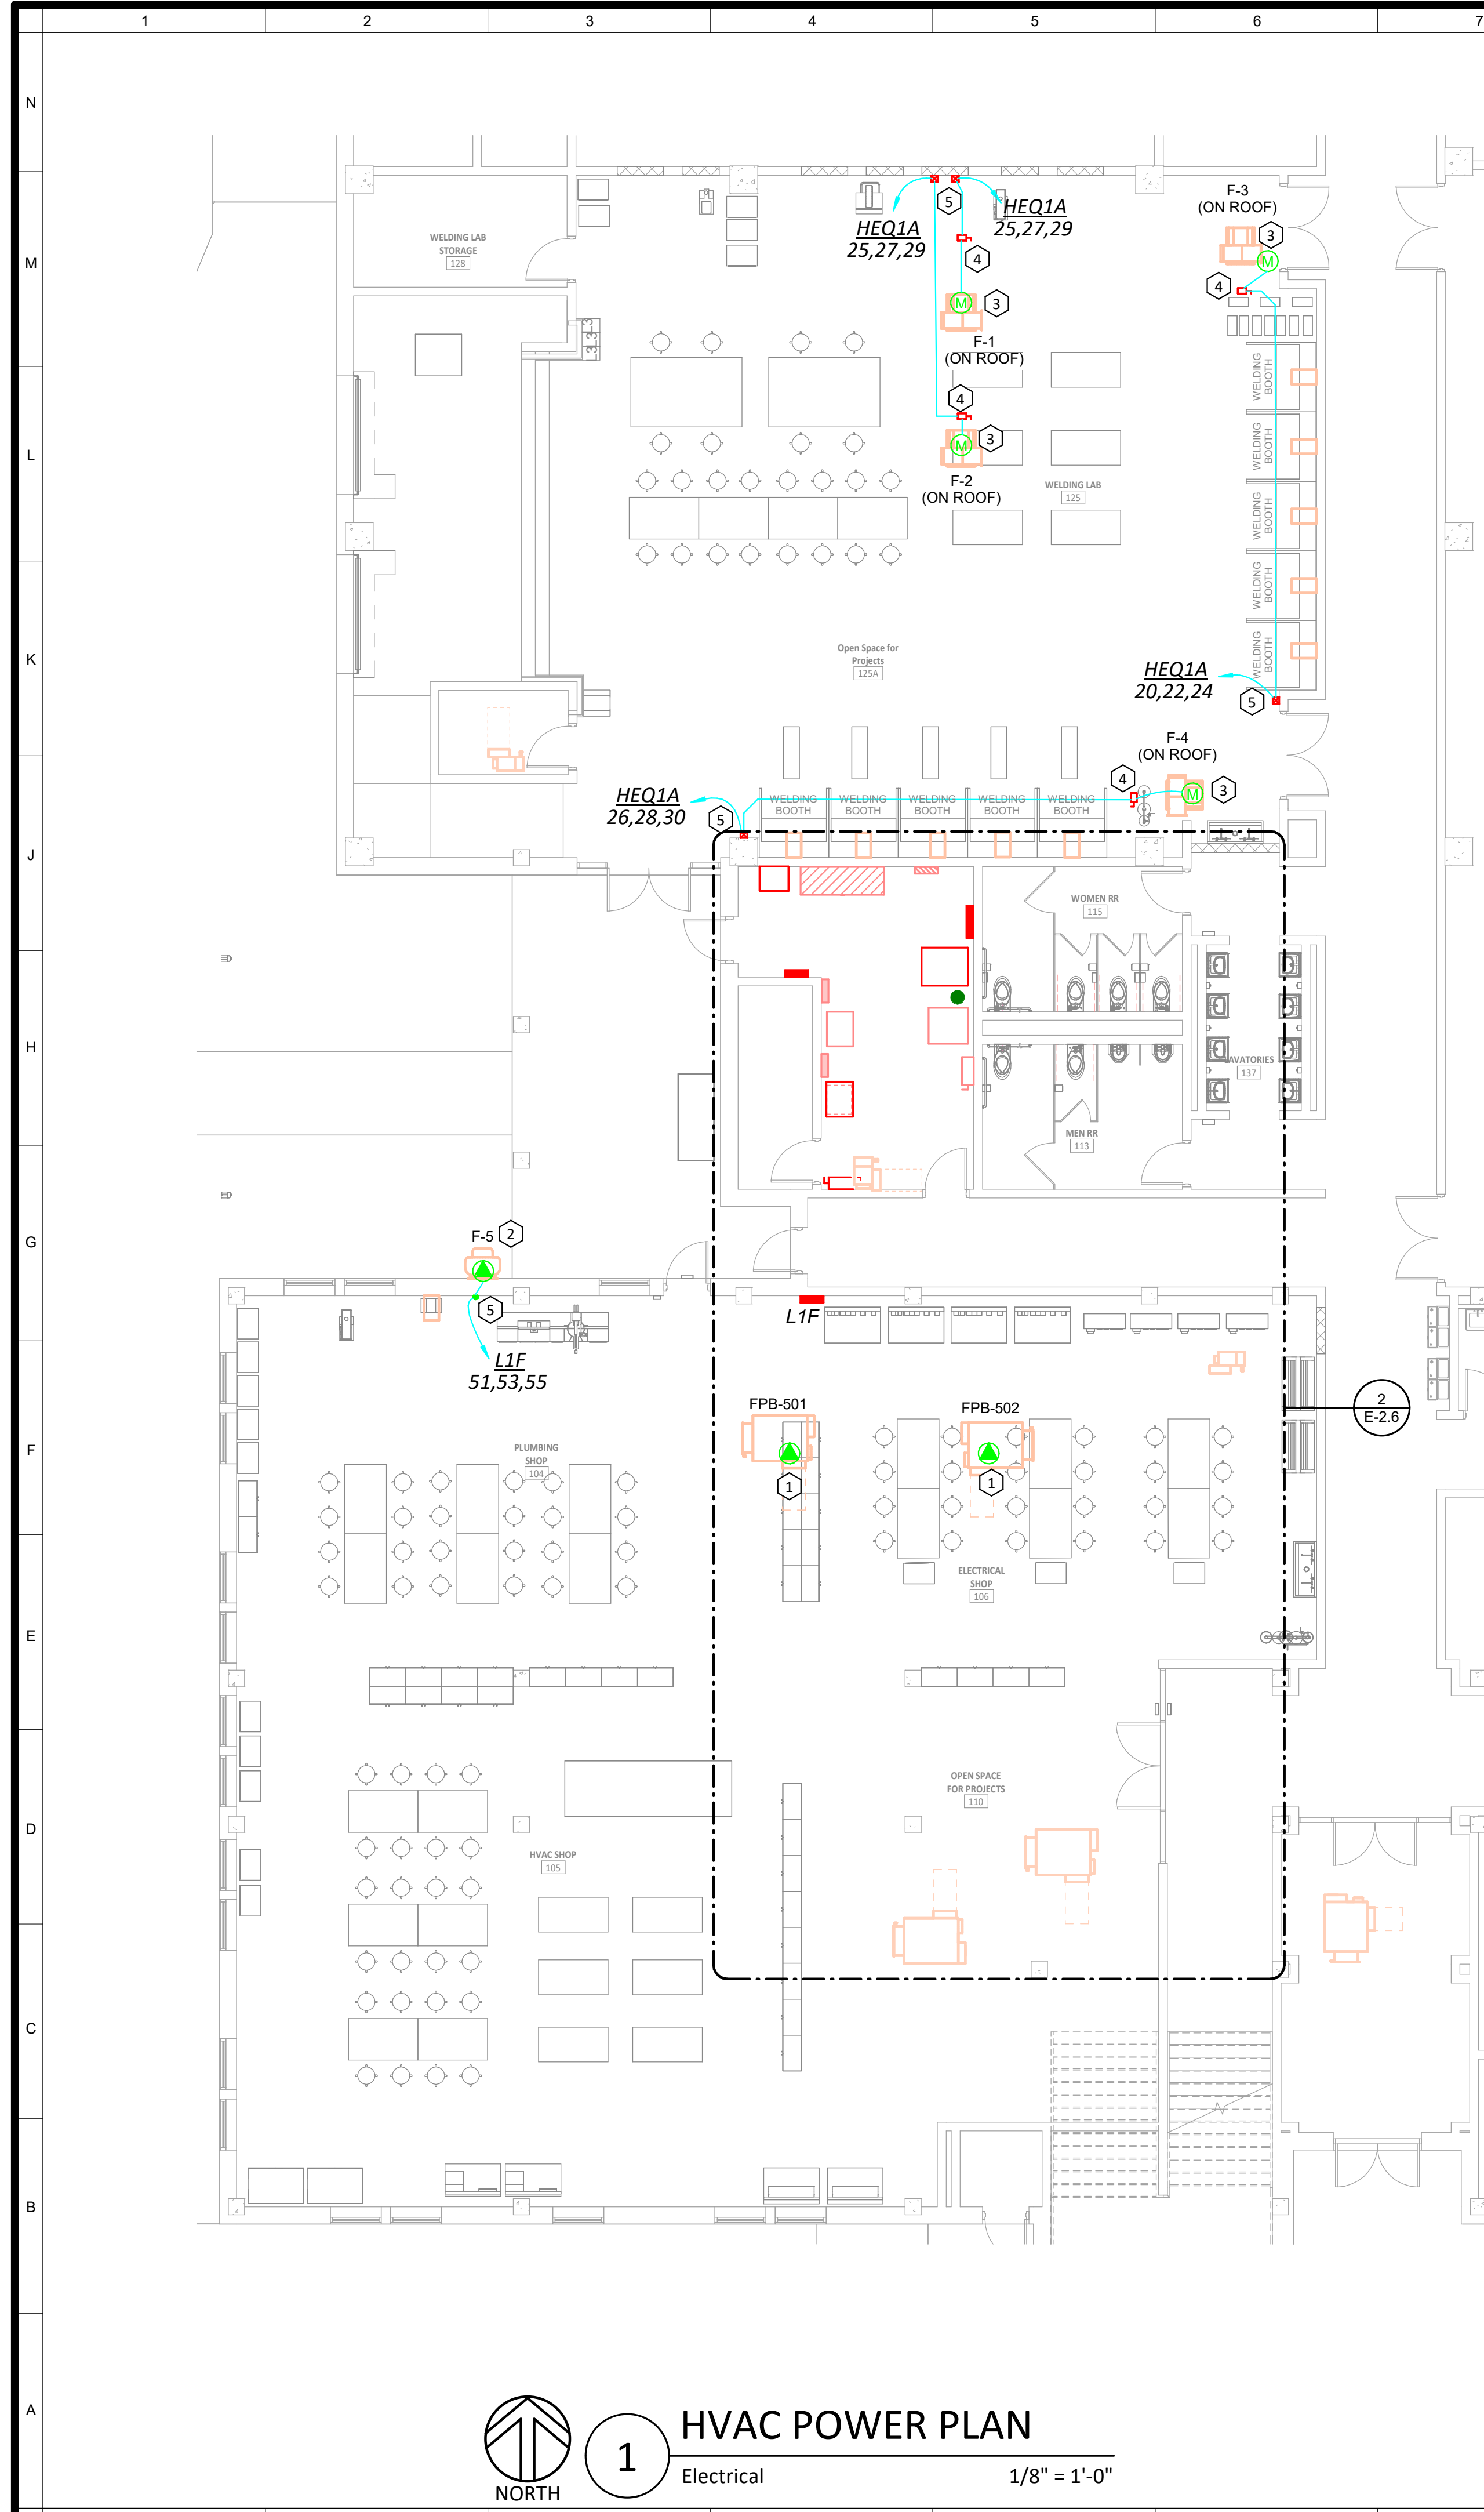 1 2 3 4 5 6 7
N
M
L
K
J
H
G
F
E
D
C
B
A
WELDING LAB
STORAGE
128
HEQ1A
25,27,29
5
HEQ1A
25,27,29
4
3
F-1
(ON ROOF)
F-3
(ON ROOF)
3
4
4
3
F-2
(ON ROOF)
WELDING LAB
125
WELDING
BOOTH
WELDING
BOOTH
WELDING
BOOTH
WELDING
BOOTH
WELDING
BOOTH
M
M
M
M
Open Space for
Projects
125A
HEQ1A
20,22,24
5
F-4
(ON ROOF)
4
3
HEQ1A
26,28,30
5
WELDING
BOOTH
WELDING
BOOTH
WELDING
BOOTH
WELDING
BOOTH
WELDING
BOOTH
WOMEN RR
115
AVATORIES
137
MEN RR
113
F-5
2
5
L1F
51,53,55
L1F
FPB-501
1
FPB-502
1
2
E-2.6
PLUMBING
SHOP
104
ELECTRICAL
SHOP
106
OPEN SPACE
FOR PROJECTS
110
HVAC SHOP
105
NORTH
1
HVAC POWER PLAN
Electrical 1/8" = 1'-0"